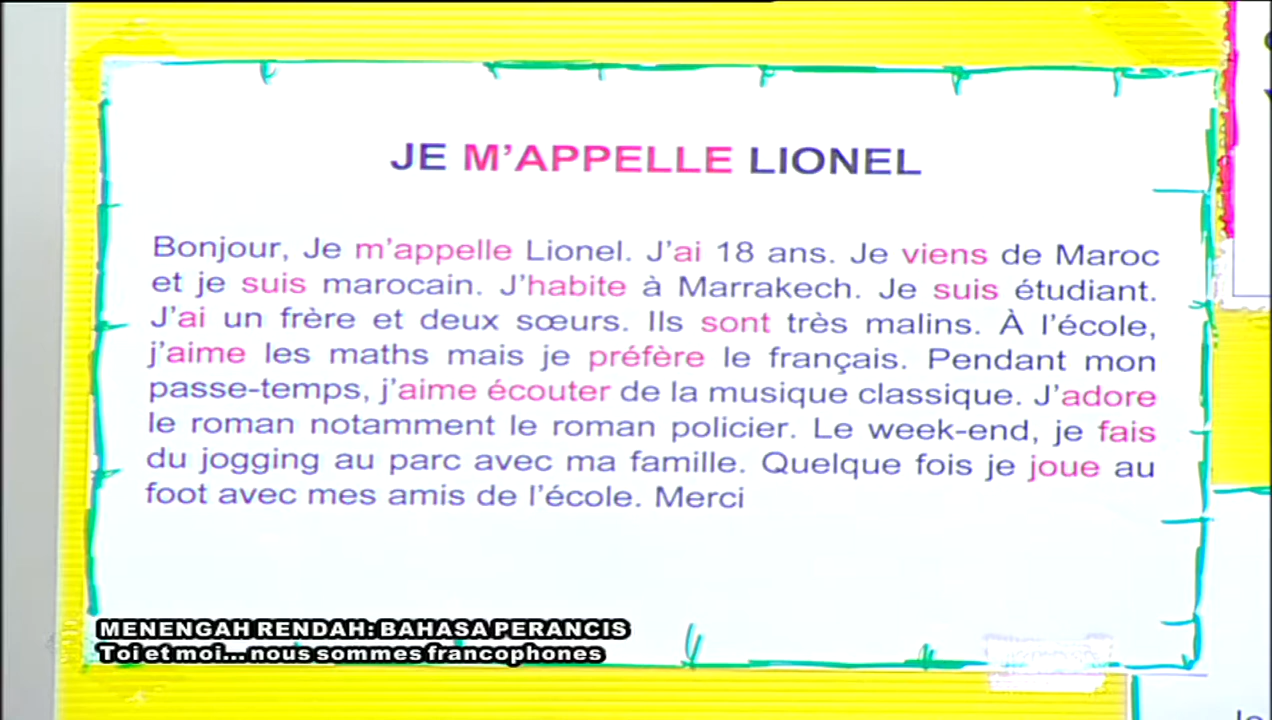 JE M'APPELLE LIONEL
Bonjour, Je m'appelle Lionel. J'ai 18 ans. Je viens de Maroc
et je suis marocain. J'habite à Marrakech. Je suis étudiant.
J'ai un frère et deux sœurs. Ils sont très malins. À l'école,
j'aime les maths mais je préfère le français. Pendant mon
passe-temps, j'aime écouter de la musique classique. J'adore
le roman notamment le roman policier. Le week-end, je fais
du jogging au parc avec ma famille. Quelque fois je joue au
foot avec mes amis de l'école. Merci
MENENGAH RENDAH: BAHASA PERANCIS
Toi et moi... nous sommes francophones